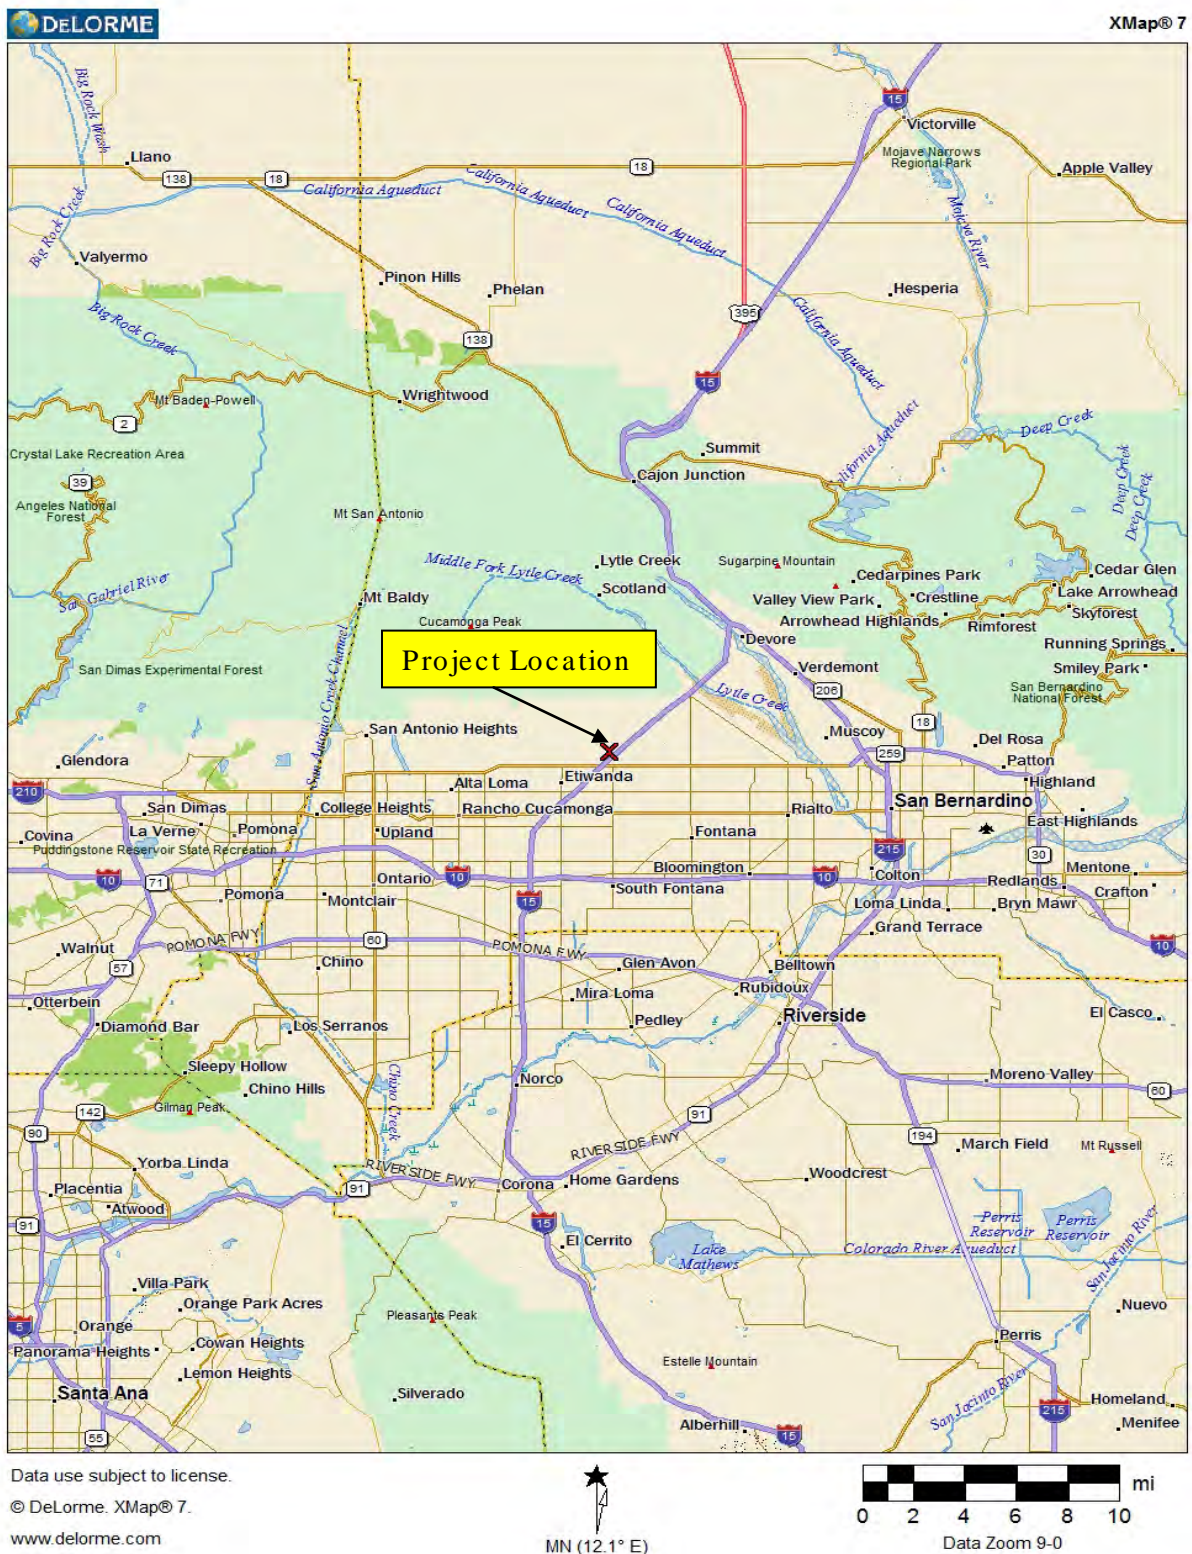 DELORME
XMap® 7
Big Rock Wash
15
Victorville
Mojave Narrows
Regional Park
Llano
138
18
18
Apple Valley
California Aqueduct
California Aqueduct
California Aqueduct
Big Rock Creek
Mojave River
Valyermo
Pinon Hills
Phelan
Hesperia
395
Big Rock Creek
138
California Aqueduct
15
Wrightwood
Mt Baden-Powell
2
Deep Creek
California Aqueduct
Crystal Lake Recreation Area
Summit
Cajon Junction
39
Angeles National
Forest
Deep Creek
Deep Creek
Mt San Antonio
Middle Fork Lytle Creek
Lytle Creek
Sugarpine Mountain
Cedarpines Park
Cedar Glen
San Gabriel River
Scotland
Valley View Park
Crestline
Lake Arrowhead
Mt Baldy
Cucamonga Peak
Arrowhead Highlands
Rimforest
Skyforest
Devore
Running Springs
Project Location
San Dimas Experimental Forest
Verdemont
Smiley Park
206
San Bernardino
National Forest
Lytle Creek
San Antonio Creek Channel
San Antonio Heights
18
Muscoy
Del Rosa
Glendora
259
Patton
Etiwanda
Alta Loma
Highland
210
San Dimas
College Heights
Rancho Cucamonga
Rialto
San Bernardino
East Highlands
Covina
La Verne
Pomona
Upland
Fontana
Puddingstone Reservoir State Recreation
215
30
10
71
Ontario
10
Bloomington
10
Colton
Redlands
Mentone
Pomona
Montclair
South Fontana
Crafton
15
Loma Linda
Bryn Mawr
Walnut
POMONA FWY
60
POMONA FWY
Grand Terrace
10
57
Chino
Glen Avon
Belltown
Otterbein
Mira Loma
Rubidoux
Diamond Bar
Los Serranos
Pedley
Riverside
El Casco
Sleepy Hollow
Chino Hills
Norco
Moreno Valley
60
Chino Creek
142
Gilman Peak
91
90
RIVERSIDE FWY
194
March Field
Mt Russell
Yorba Linda
RIVERSIDE FWY
Woodcrest
Placentia
91
Corona
Home Gardens
Atwood
91
15
Perris
Reservoir
Perris
Reservoir
El Cerrito
Lake
Mathews
Colorado River Aqueduct
San Jacinto River
Villa Park
Orange Park Acres
Pleasants Peak
Nuevo
5
Orange
Perris
Panorama Heights
Cowan Heights
Lemon Heights
Estelle Mountain
Santa Ana
Silverado
San Jacinto River
Homeland
215
Alberhill
15
Menifee
55
Data use subject to license.
© DeLorme. XMap® 7.
www.delorme.com
MN (12.1° E)
mi
0 2 4 6 8 10
Data Zoom 9-0